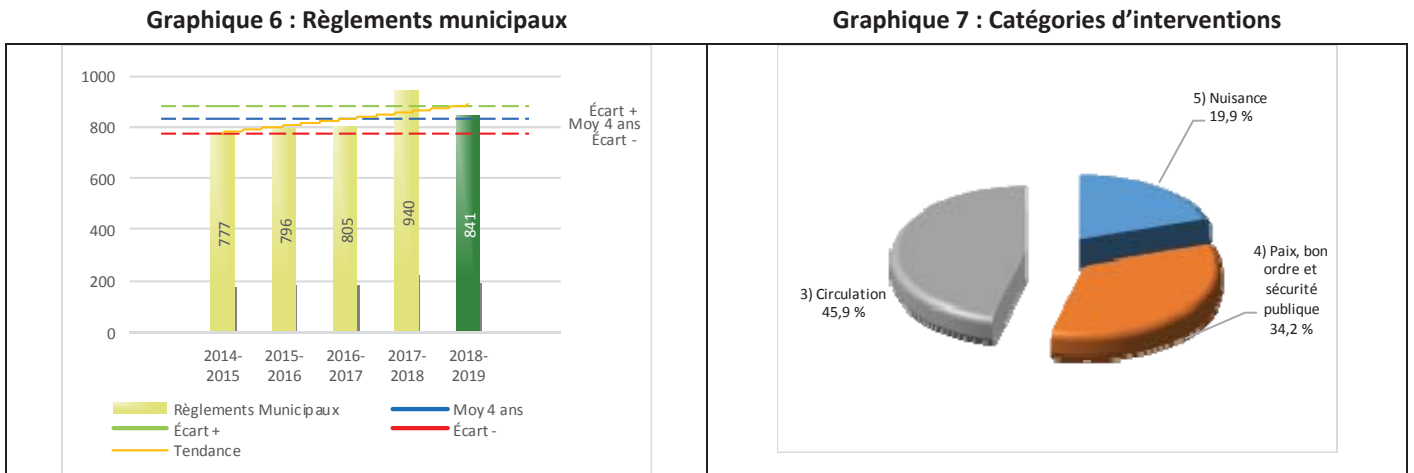 Graphique 6 : Règlements municipaux
Graphique 7 : Catégories d’interventions
1000
800
600
400
200
0
777
796
805
940
841
Écart +
Moy 4 ans
Écart -
2014-
2015
2015-
2016
2016-
2017
2017-
2018
2018-
2019
Règlements Municipaux
Moy 4 ans
Écart +
Écart -
Tendance
5) Nuisance
19,9 %
4) Paix, bon
ordre et
sécurité
publique
34,2 %
3) Circulation
45,9 %